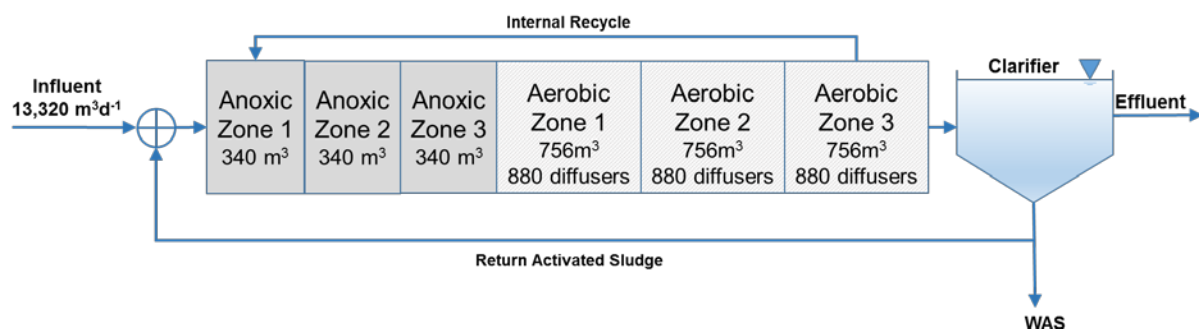 Internal Recycle
Influent
13,320 m³d⁻¹
Anoxic
Zone 1
340 m³
Anoxic
Zone 2
340 m³
Anoxic
Zone 3
340 m³
Aerobic
Zone 1
756m³
880 diffusers
Aerobic
Zone 2
756m³
880 diffusers
Aerobic
Zone 3
756m³
880 diffusers
Clarifier
Effluent
Return Activated Sludge
WAS